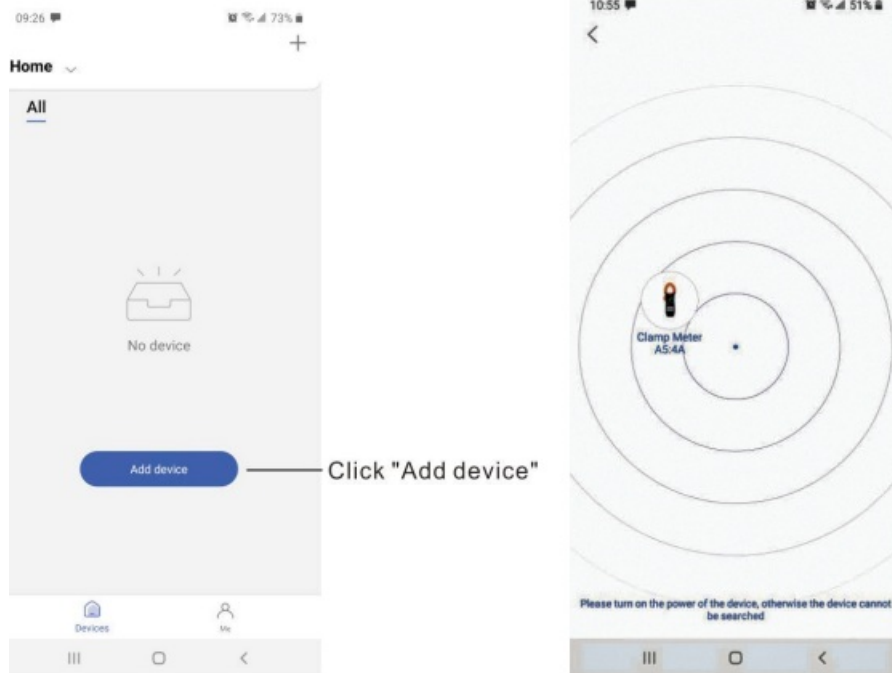 09:26 73%
Home
All
No device
Add device
Click "Add device"
Devices
Me
10:55 51%
Clamp Meter
A5:4A
Please turn on the power of the device, otherwise the device cannot
be searched